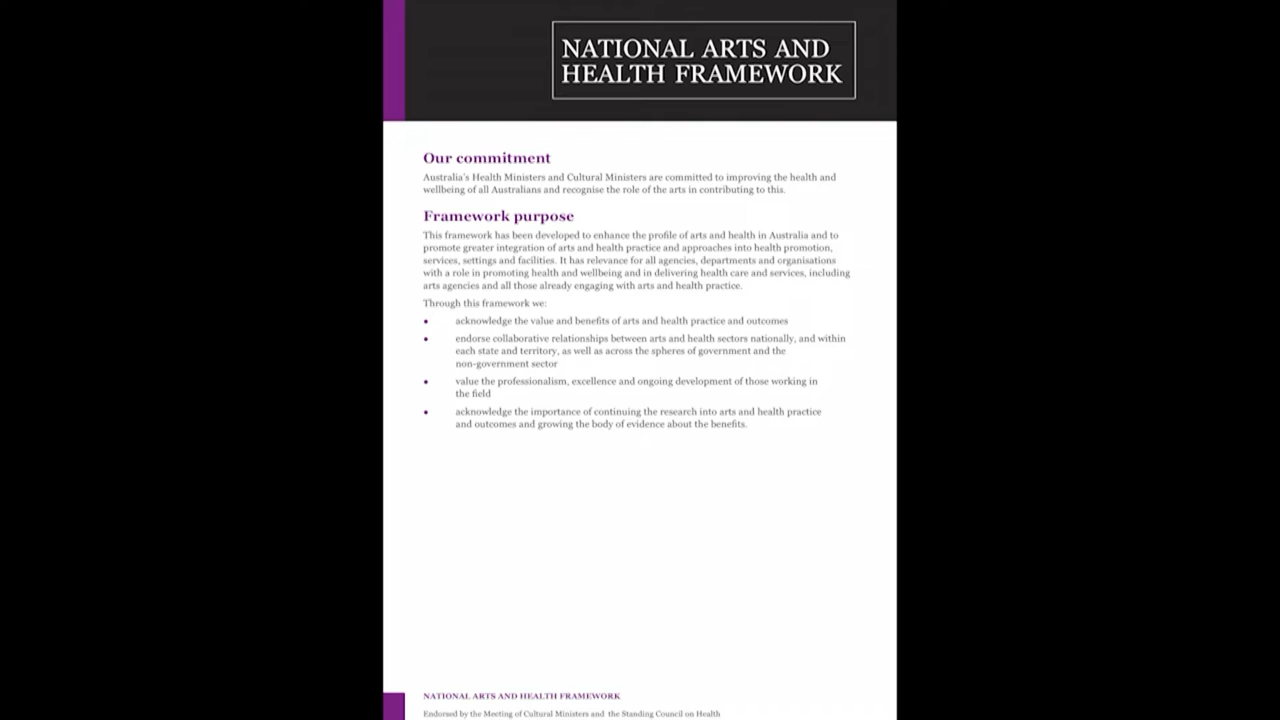 NATIONAL ARTS AND
HEALTH FRAMEWORK
Our commitment
Australia's Health Ministers and Cultural Ministers are committed to improving the health and
wellbeing of all Australians and recognise the role of the arts in contributing to this.
Framework purpose
This framework has been developed to enhance the profile of arts and health in Australia and to
promote greater integration of arts and health practice and approaches into health promotion,
services, settings and facilities. It has relevance for all agencies, departments and organisations
with a role in promoting health and wellbeing and in delivering health care and services, including
arts agencies and all those already engaging with arts and health practice.
Through this framework we:
• acknowledge the value and benefits of arts and health practice and outcomes
• endorse collaborative relationships between arts and health sectors nationally, and within
each state and territory, as well as across the spheres of government and the
non-government sector
• value the professionalism, excellence and ongoing development of those working in
the field
• acknowledge the importance of continuing the research into arts and health practice
and outcomes and growing the body of evidence about the benefits.
NATIONAL ARTS AND HEALTH FRAMEWORK
Endorsed by the Meeting of Cultural Ministers and the Standing Council on Health